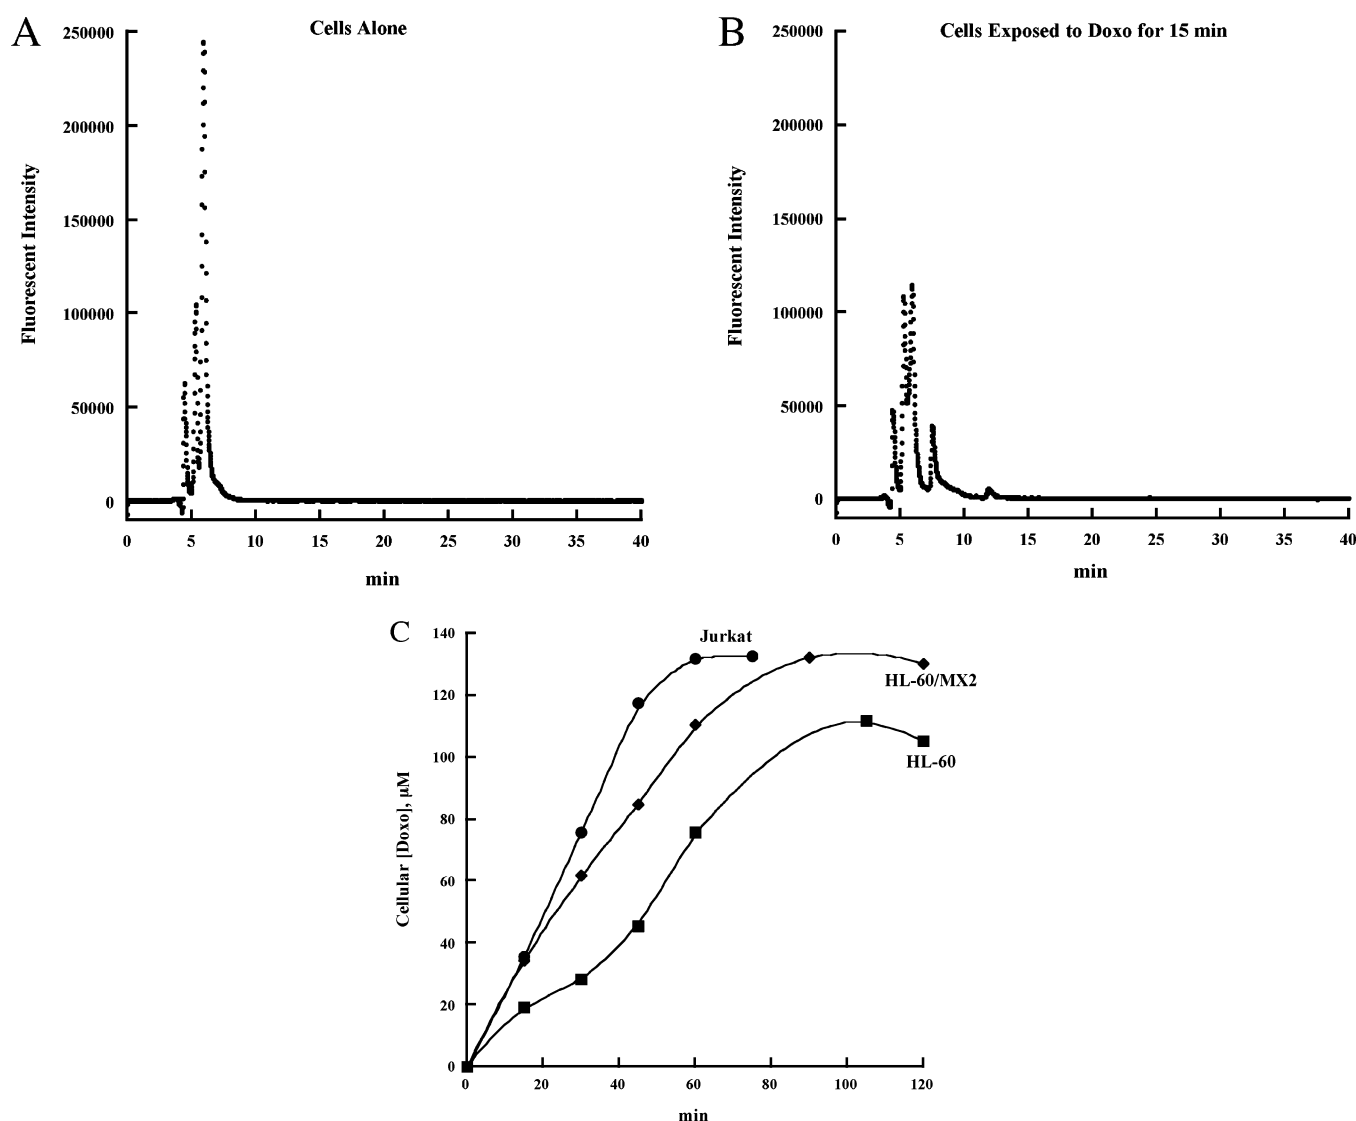 A
Cells Alone
250000
200000
150000
100000
50000
0
Fluorescent Intensity
0 5 10 15 20 25 30 35 40
min
B
Cells Exposed to Doxo for 15 min
250000
200000
150000
100000
50000
0
Fluorescent Intensity
0 5 10 15 20 25 30 35 40
min
C
140
120
100
80
60
40
20
0
Cellular [Doxo], µM
Jurkat
HL-60/MX2
HL-60
0 20 40 60 80 100 120
min